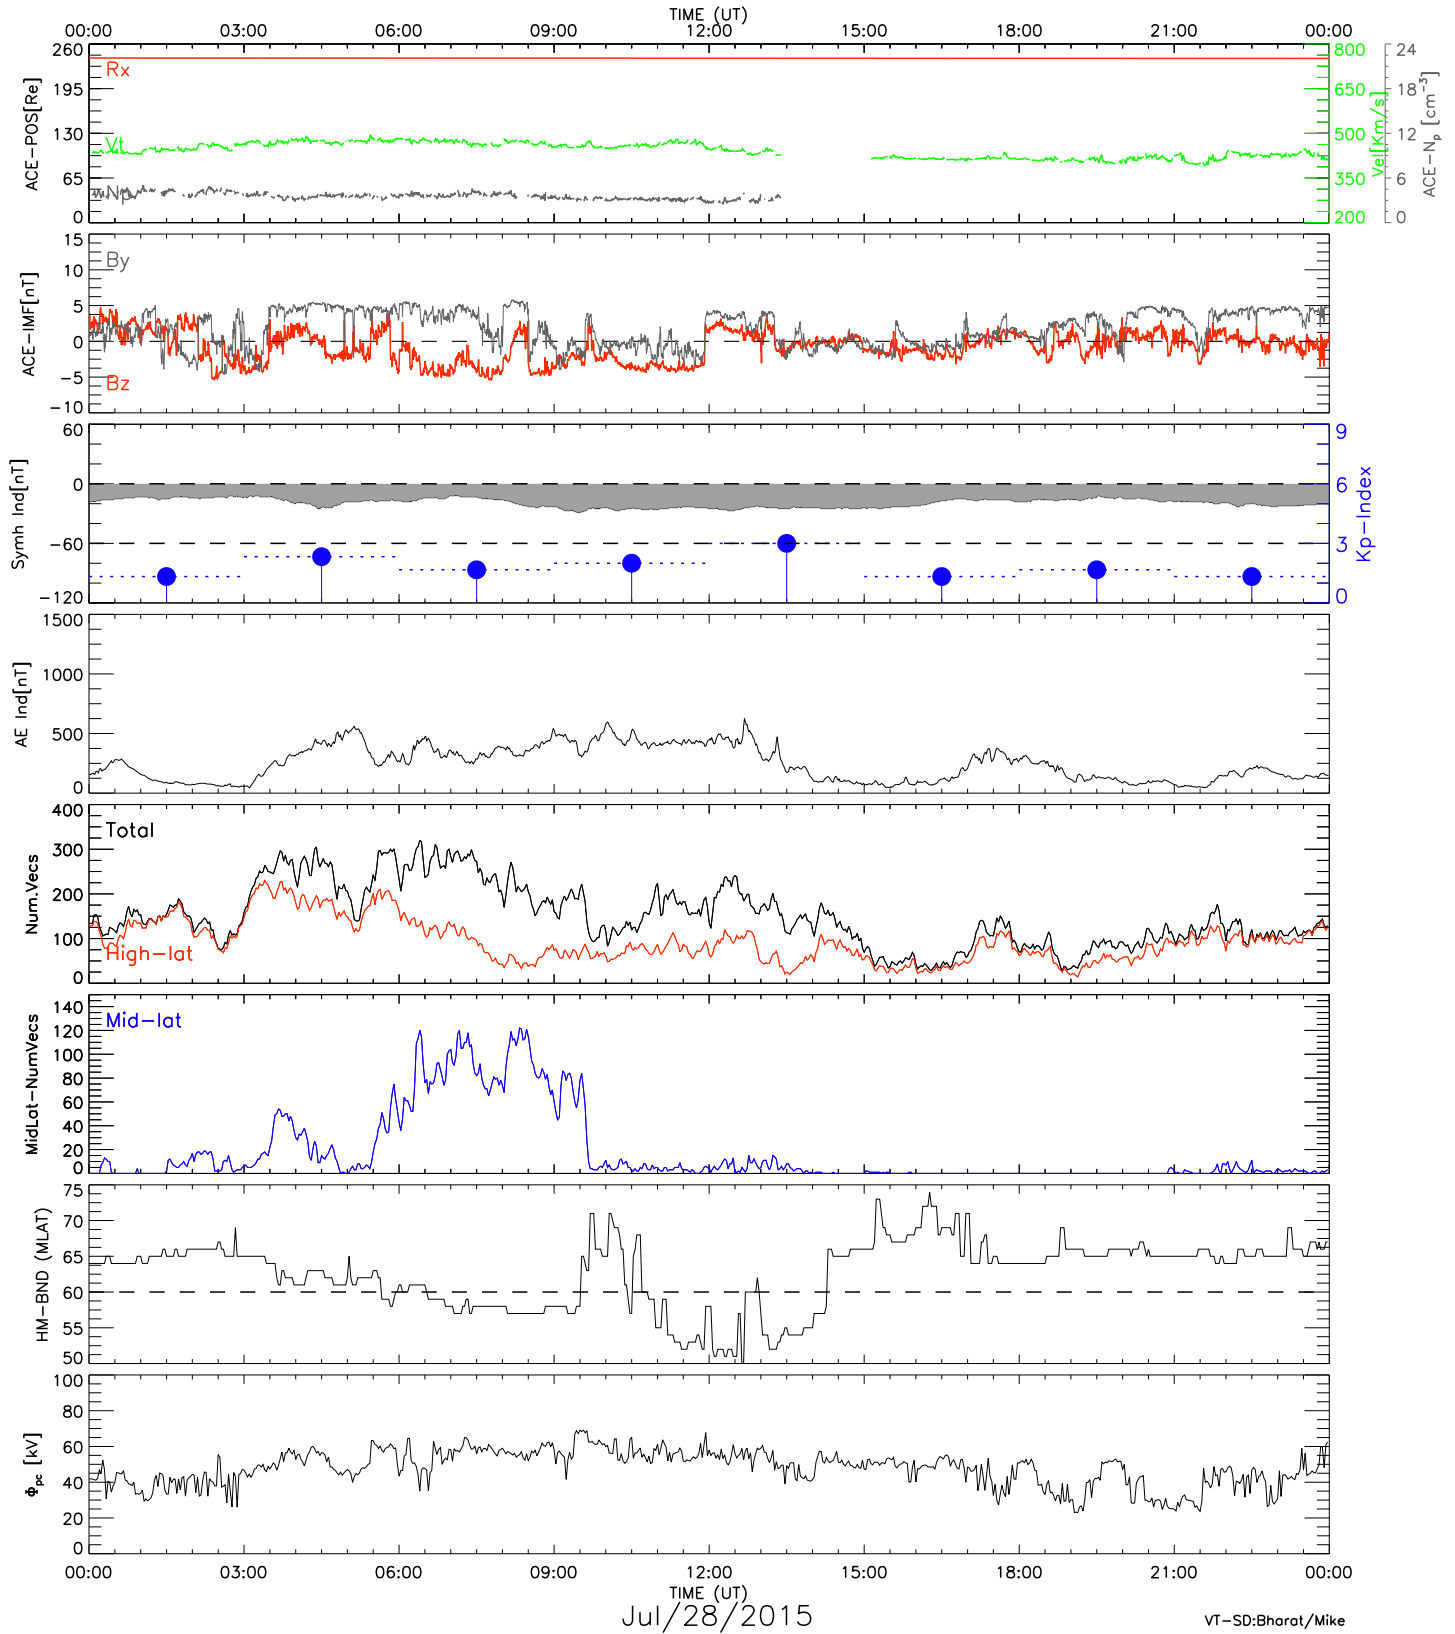 TIME (UT)
00:00 03:00 06:00 09:00 12:00 15:00 18:00 21:00 00:00
ACE-POS[Re]
260
195
130
65
0
Rx
Vt
Np
800
650
500
350
200
Vel[Km/s]
24
18
12
6
0
ACE-Np [cm⁻³]
ACE-IMF[nT]
15
10
5
0
-5
-10
By
Bz
Symh Ind[nT]
60
0
-60
-120
9
6
3
0
Kp-Index
AE Ind[nT]
1500
1000
500
0
Num.Vecs
400
300
200
100
0
Total
High-lat
MidLat-NumVecs
140
120
100
80
60
40
20
0
Mid-lat
HM-BND (MLAT)
75
70
65
60
55
50
Φpc [kV]
100
80
60
40
20
0
00:00 03:00 06:00 09:00 12:00 15:00 18:00 21:00 00:00
TIME (UT)
Jul/28/2015
VT-SD:Bharat/Mike